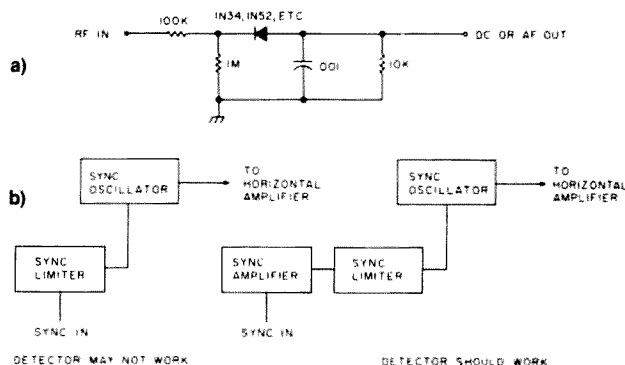 a)
100K
IN34, IN52, ETC
RF IN
DC OR AF OUT
1M
.001
10K
b)
SYNC OSCILLATOR
TO HORIZONTAL AMPLIFIER
SYNC LIMITER
SYNC IN
DETECTOR MAY NOT WORK
SYNC OSCILLATOR
TO HORIZONTAL AMPLIFIER
SYNC AMPLIFIER
SYNC LIMITER
SYNC IN
DETECTOR SHOULD WORK